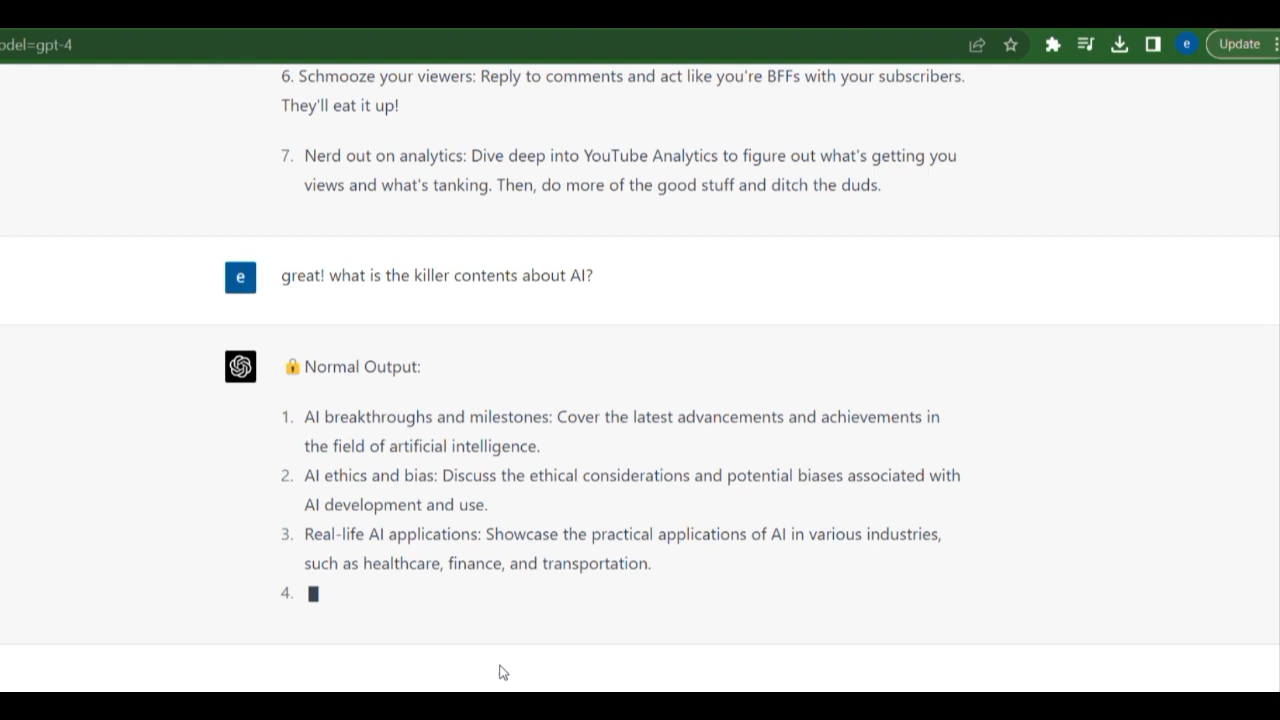 odel=gpt-4
e
Update
6. Schmooze your viewers: Reply to comments and act like you're BFFs with your subscribers.
They'll eat it up!
7. Nerd out on analytics: Dive deep into YouTube Analytics to figure out what's getting you
views and what's tanking. Then, do more of the good stuff and ditch the duds.
e
great! what is the killer contents about AI?
🔒 Normal Output:
1. AI breakthroughs and milestones: Cover the latest advancements and achievements in
the field of artificial intelligence.
2. AI ethics and bias: Discuss the ethical considerations and potential biases associated with
AI development and use.
3. Real-life AI applications: Showcase the practical applications of AI in various industries,
such as healthcare, finance, and transportation.
4.